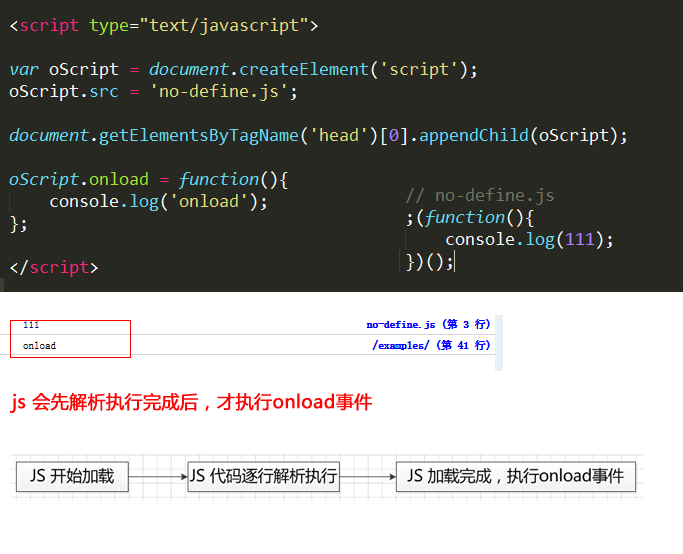 <script type="text/javascript">
var oScript = document.createElement('script');
oScript.src = 'no-define.js';
document.getElementsByTagName('head')[0].appendChild(oScript);
oScript.onload = function(){
console.log('onload');
};
</script>
// no-define.js
;(function(){
console.log(111);
})();
111 no-define.js (第 3 行)
onload /examples/ (第 41 行)
js 会先解析执行完成后，才执行onload事件
JS 开始加载
JS 代码逐行解析执行
JS 加载完成，执行onload事件